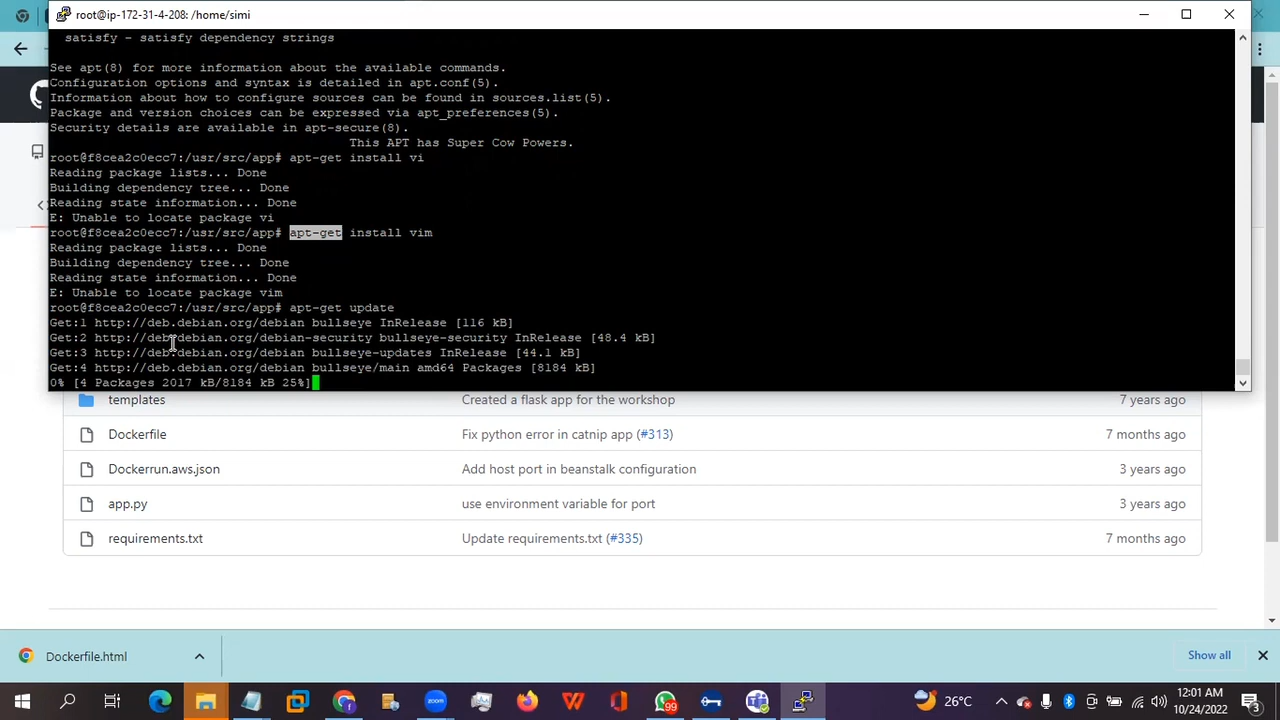 root@ip-172-31-4-208: /home/simi
satisfy - satisfy dependency strings
See apt(8) for more information about the available commands.
Configuration options and syntax is detailed in apt.conf(5).
Information about how to configure sources can be found in sources.list(5).
Package and version choices can be expressed via apt_preferences(5).
Security details are available in apt-secure(8).
This APT has Super Cow Powers.
root@f8cea2c0ecc7:/usr/src/app# apt-get install vi
Reading package lists... Done
Building dependency tree... Done
Reading state information... Done
E: Unable to locate package vi
root@f8cea2c0ecc7:/usr/src/app# apt-get install vim
Reading package lists... Done
Building dependency tree... Done
Reading state information... Done
E: Unable to locate package vim
root@f8cea2c0ecc7:/usr/src/app# apt-get update
Get:1 http://deb.debian.org/debian bullseye InRelease [116 kB]
Get:2 http://deb.debian.org/debian-security bullseye-security InRelease [48.4 kB]
Get:3 http://deb.debian.org/debian bullseye-updates InRelease [44.1 kB]
Get:4 http://deb.debian.org/debian bullseye/main amd64 Packages [8184 kB]
0% [4 Packages 2017 kB/8184 kB 25%]
templates Created a flask app for the workshop 7 years ago
Dockerfile Fix python error in catnip app (#313) 7 months ago
Dockerrun.aws.json Add host port in beanstalk configuration 3 years ago
app.py use environment variable for port 3 years ago
requirements.txt Update requirements.txt (#335) 7 months ago
Dockerfile.html Show all
zoom 99 26°C 12:01 AM
10/24/2022 3